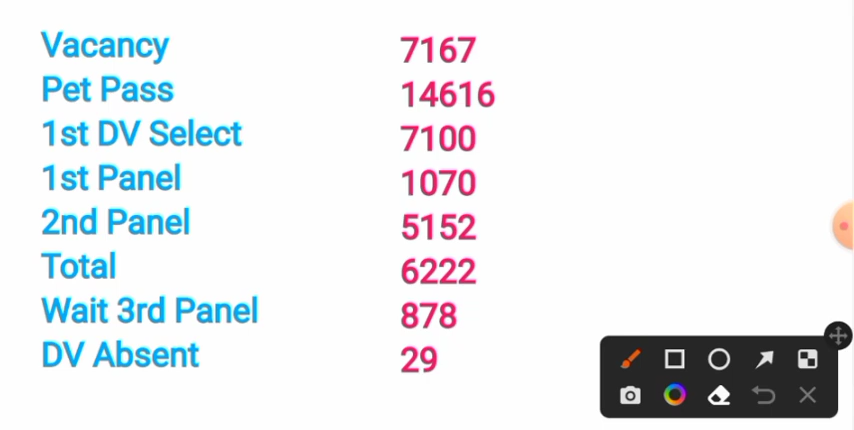 Vacancy 7167
Pet Pass 14616
1st DV Select 7100
1st Panel 1070
2nd Panel 5152
Total 6222
Wait 3rd Panel 878
DV Absent 29